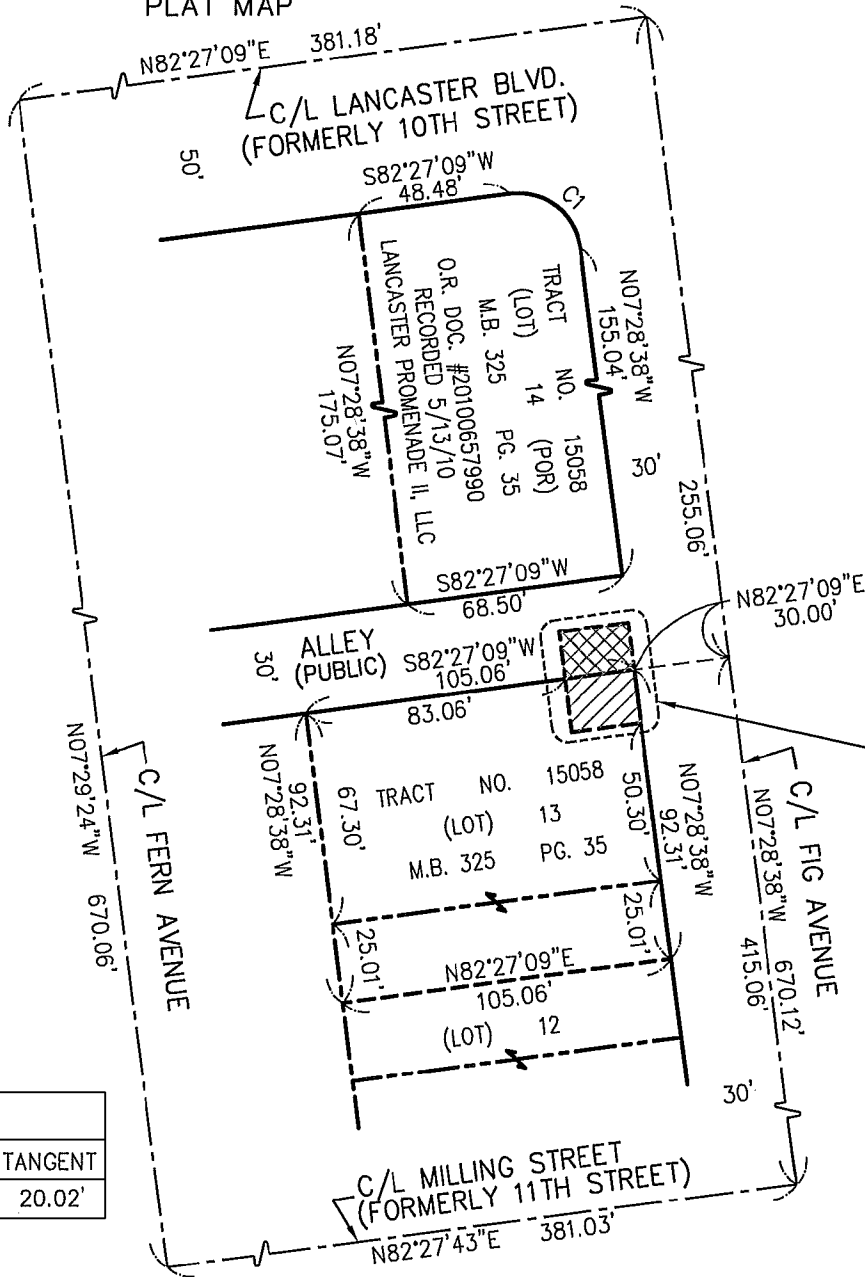 PLAT MAP
N82°27'09"E 381.18'
C/L LANCASTER BLVD.
(FORMERLY 10TH STREET)
50'
S82°27'09"W
48.48'
C1
TRACT NO. 15058
(LOT) 14 (POR)
M.B. 325 PG. 35
O.R. DOC. #20100657990
RECORDED 5/13/10
LANCASTER PROMENADE II, LLC
N07°28'38"W
175.07'
N07°28'38"W
155.04'
30'
255.06'
S82°27'09"W
68.50'
N82°27'09"E
30.00'
ALLEY
(PUBLIC)
30'
S82°27'09"W
105.06'
83.06'
N07°28'38"W
92.31'
67.30'
TRACT NO. 15058
(LOT) 13
M.B. 325 PG. 35
50.30'
N07°28'38"W
92.31'
C/L FIG AVENUE
N07°28'38"W 670.12'
415.06'
C/L FERN AVENUE
N07°29'24"W 670.06'
25.01'
25.01'
N82°27'09"E
105.06'
(LOT) 12
30'
TANGENT
20.02'
C/L MILLING STREET
(FORMERLY 11TH STREET)
N82°27'43"E 381.03'